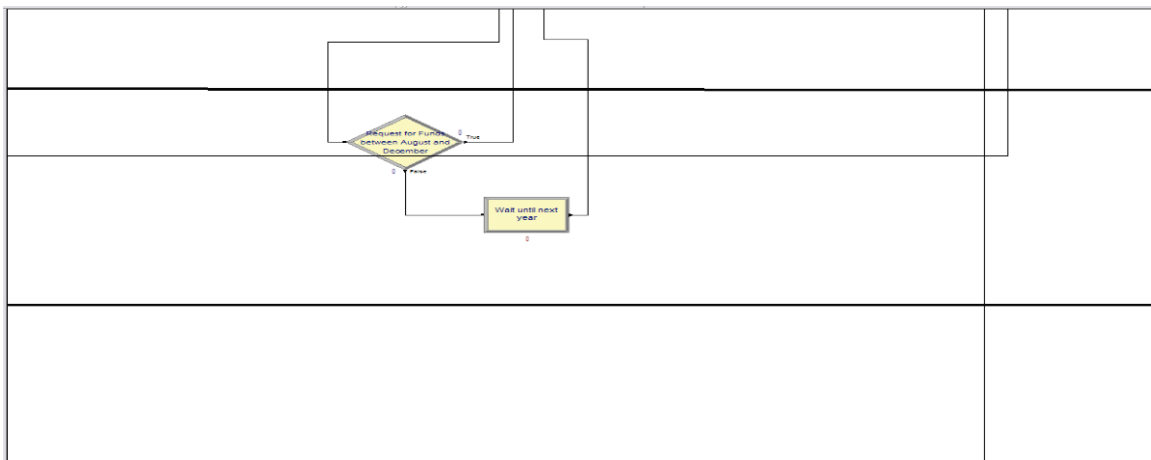 Request for Funds
between August and
December
True
False
Wait until next
year